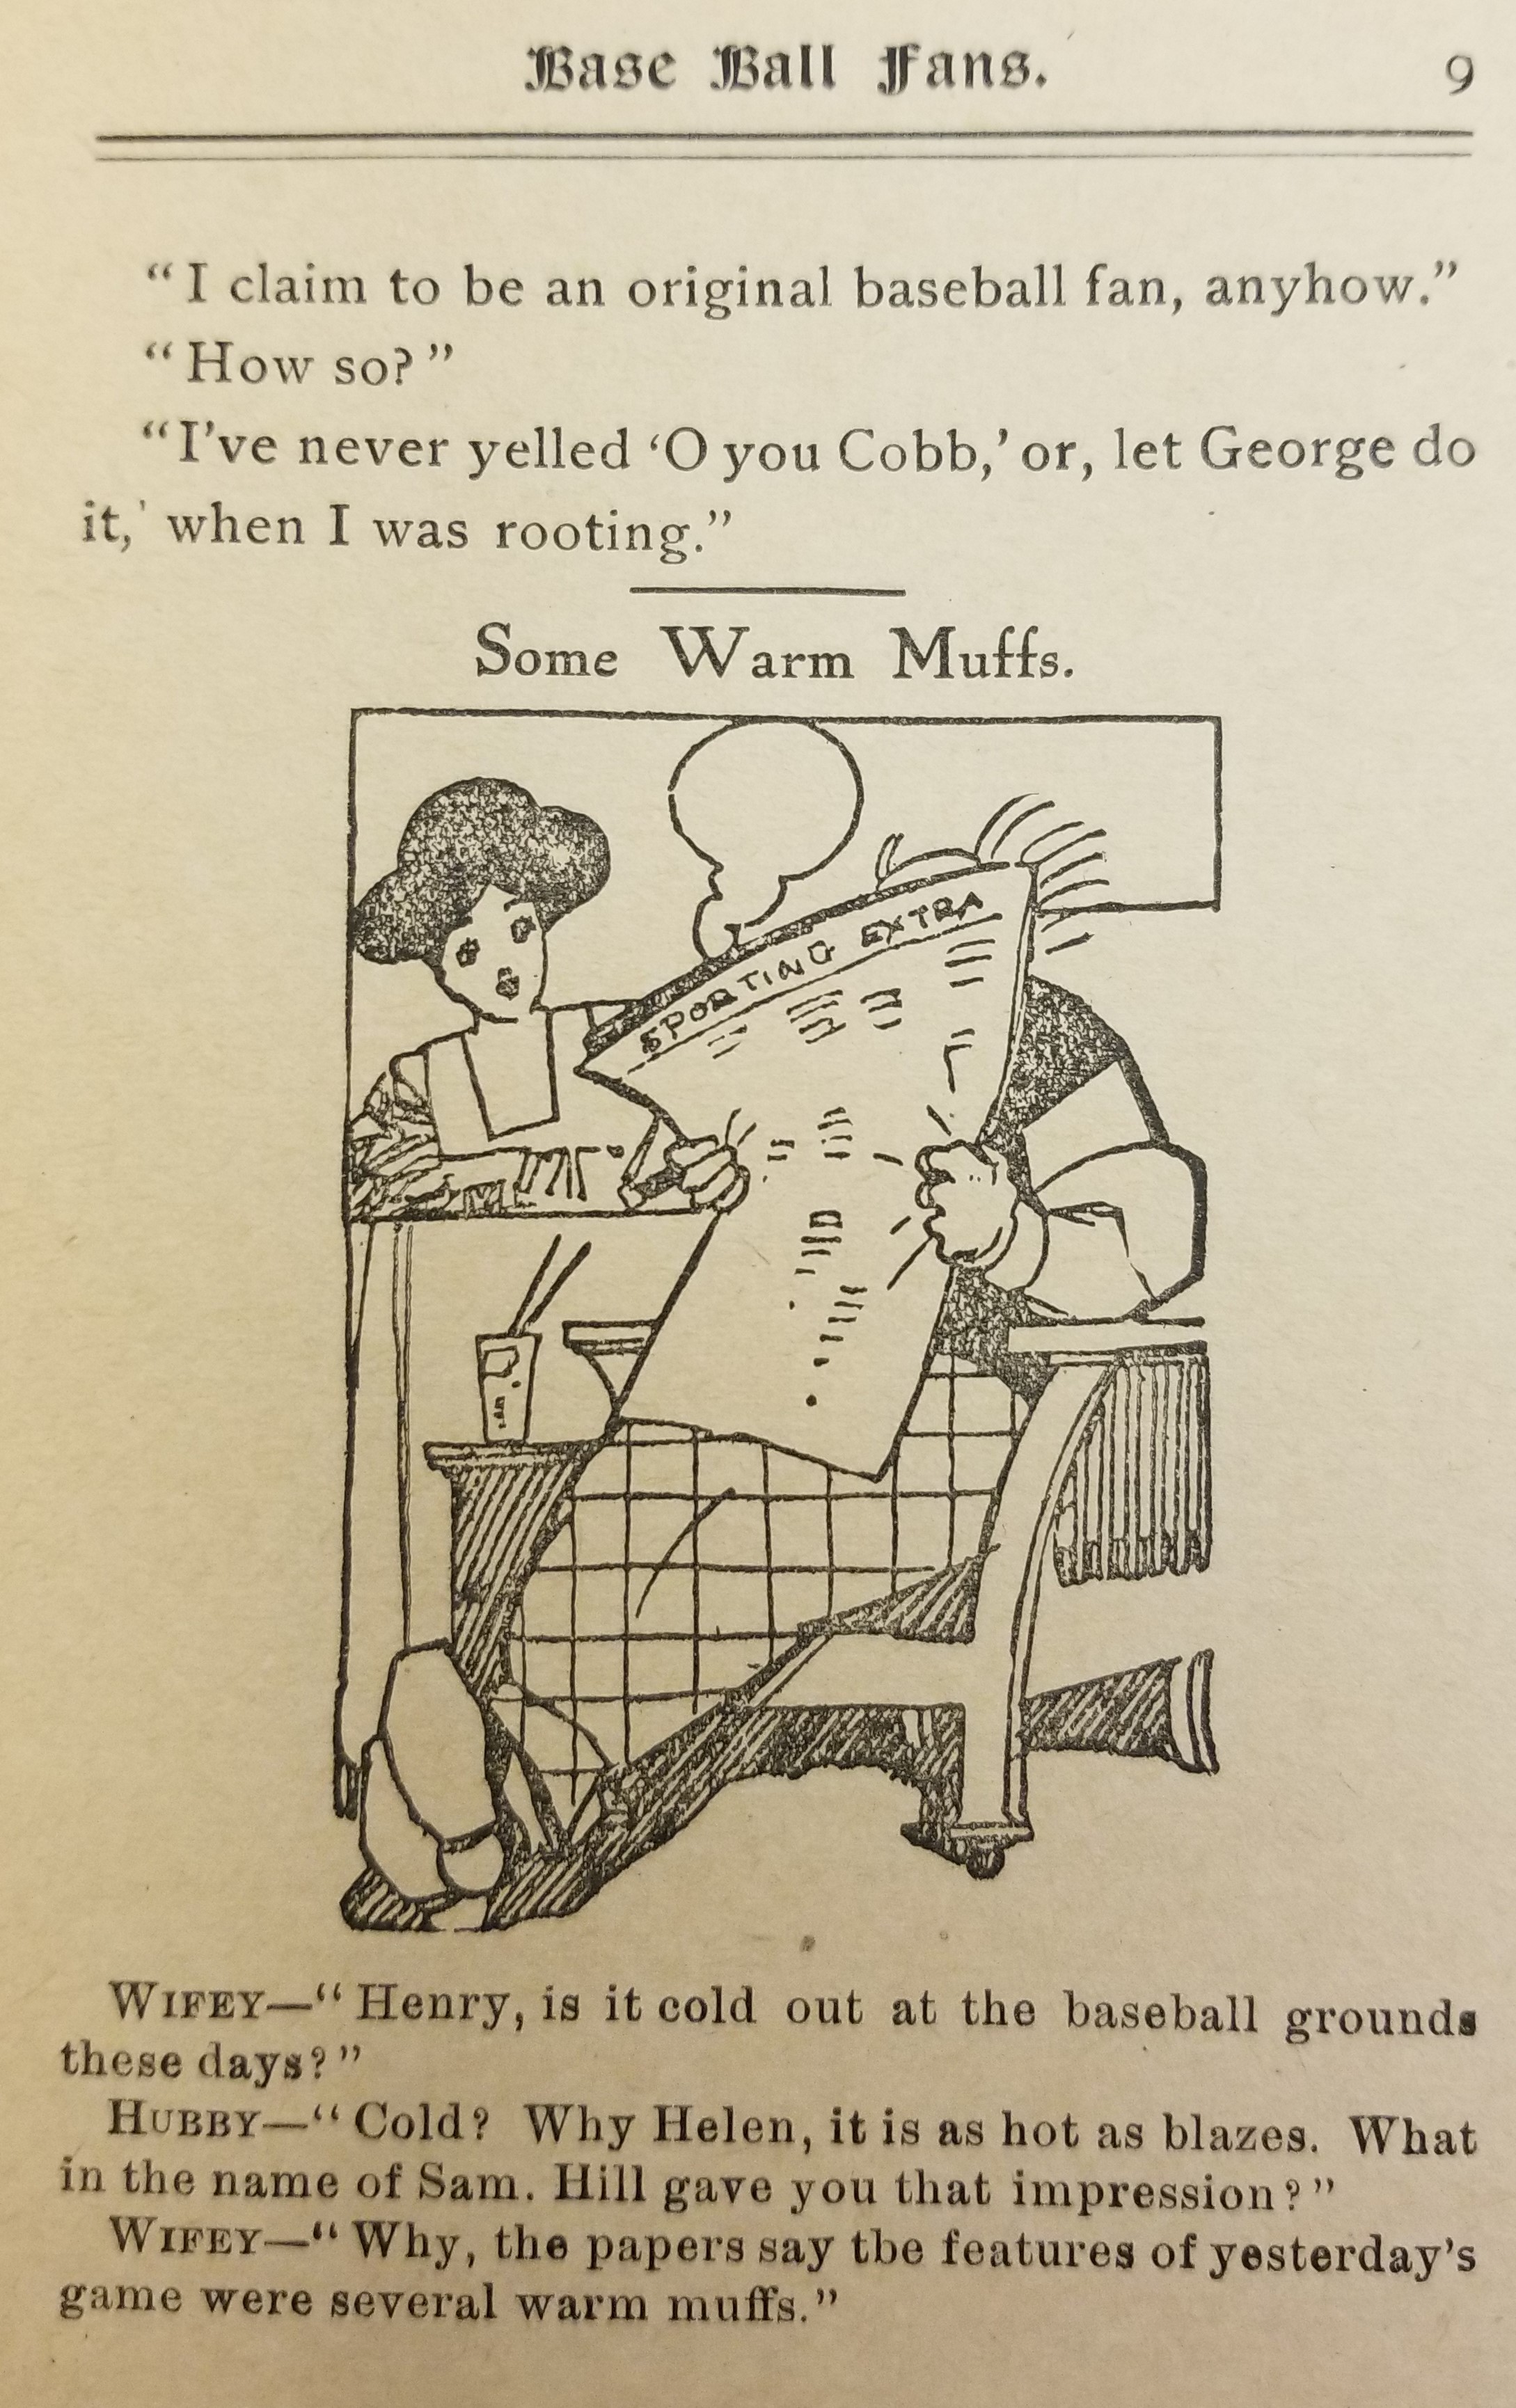 Base Ball Fans. 9
“I claim to be an original baseball fan, anyhow.”
“How so?”
“I've never yelled ‘O you Cobb,’ or, let George do
it,' when I was rooting.”
Some Warm Muffs.
SPORTING EXTRA
WIFEY—“Henry, is it cold out at the baseball grounds
these days?”
HUBBY—“Cold? Why Helen, it is as hot as blazes. What
in the name of Sam. Hill gave you that impression?”
WIFEY—“Why, the papers say tbe features of yesterday's
game were several warm muffs.”